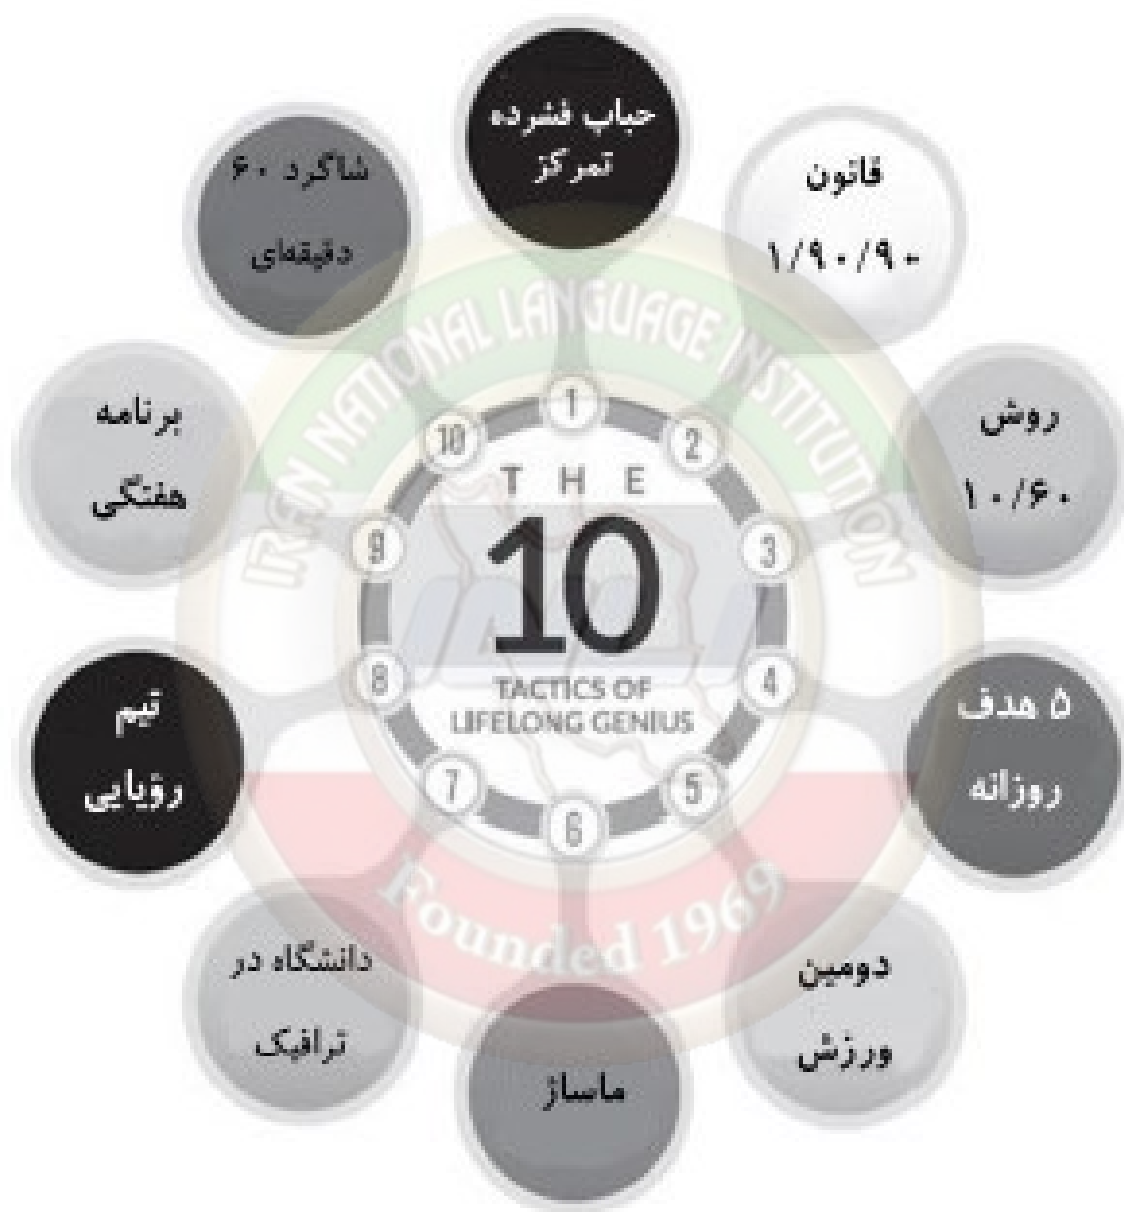 حباب فشرده
تمرکز
قانون
۱/۹۰/۹۰
روش
۱۰/۶۰
۵ هدف
روزانه
دومین
ورزش
ماساژ
دانشگاه در
ترافیک
تیم
رؤیایی
برنامه
هفتگی
شاگرد ۶۰
دقیقه‌ای
1
2
3
4
5
6
7
8
9
10
THE
10
TACTICS OF
LIFELONG GENIUS
IRAN NATIONAL LANGUAGE INSTITUTION
Founded 1969